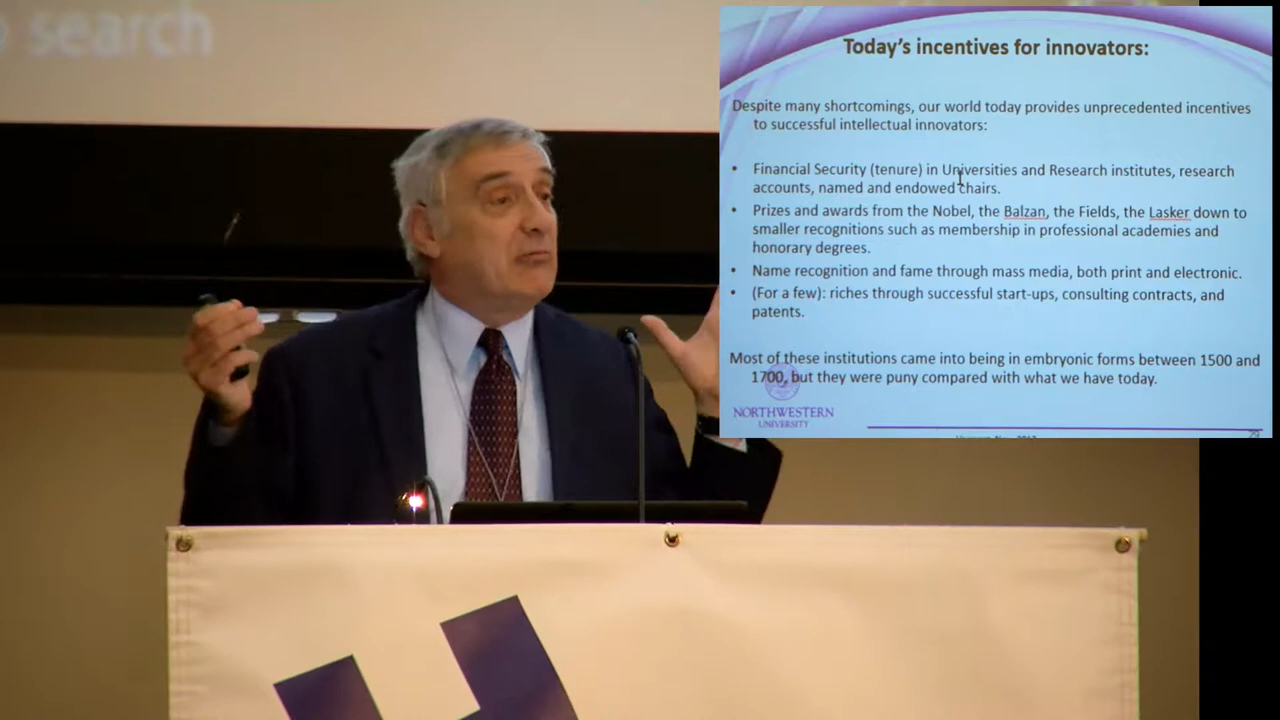 search
Today's incentives for innovators:
Despite many shortcomings, our world today provides unprecedented incentives
to successful intellectual innovators:
• Financial Security (tenure) in Universities and Research institutes, research
accounts, named and endowed chairs.
• Prizes and awards from the Nobel, the Balzan, the Fields, the Lasker down to
smaller recognitions such as membership in professional academies and
honorary degrees.
• Name recognition and fame through mass media, both print and electronic.
• (For a few): riches through successful start-ups, consulting contracts, and
patents.
Most of these institutions came into being in embryonic forms between 1500 and
1700, but they were puny compared with what we have today.
NORTHWESTERN
UNIVERSITY